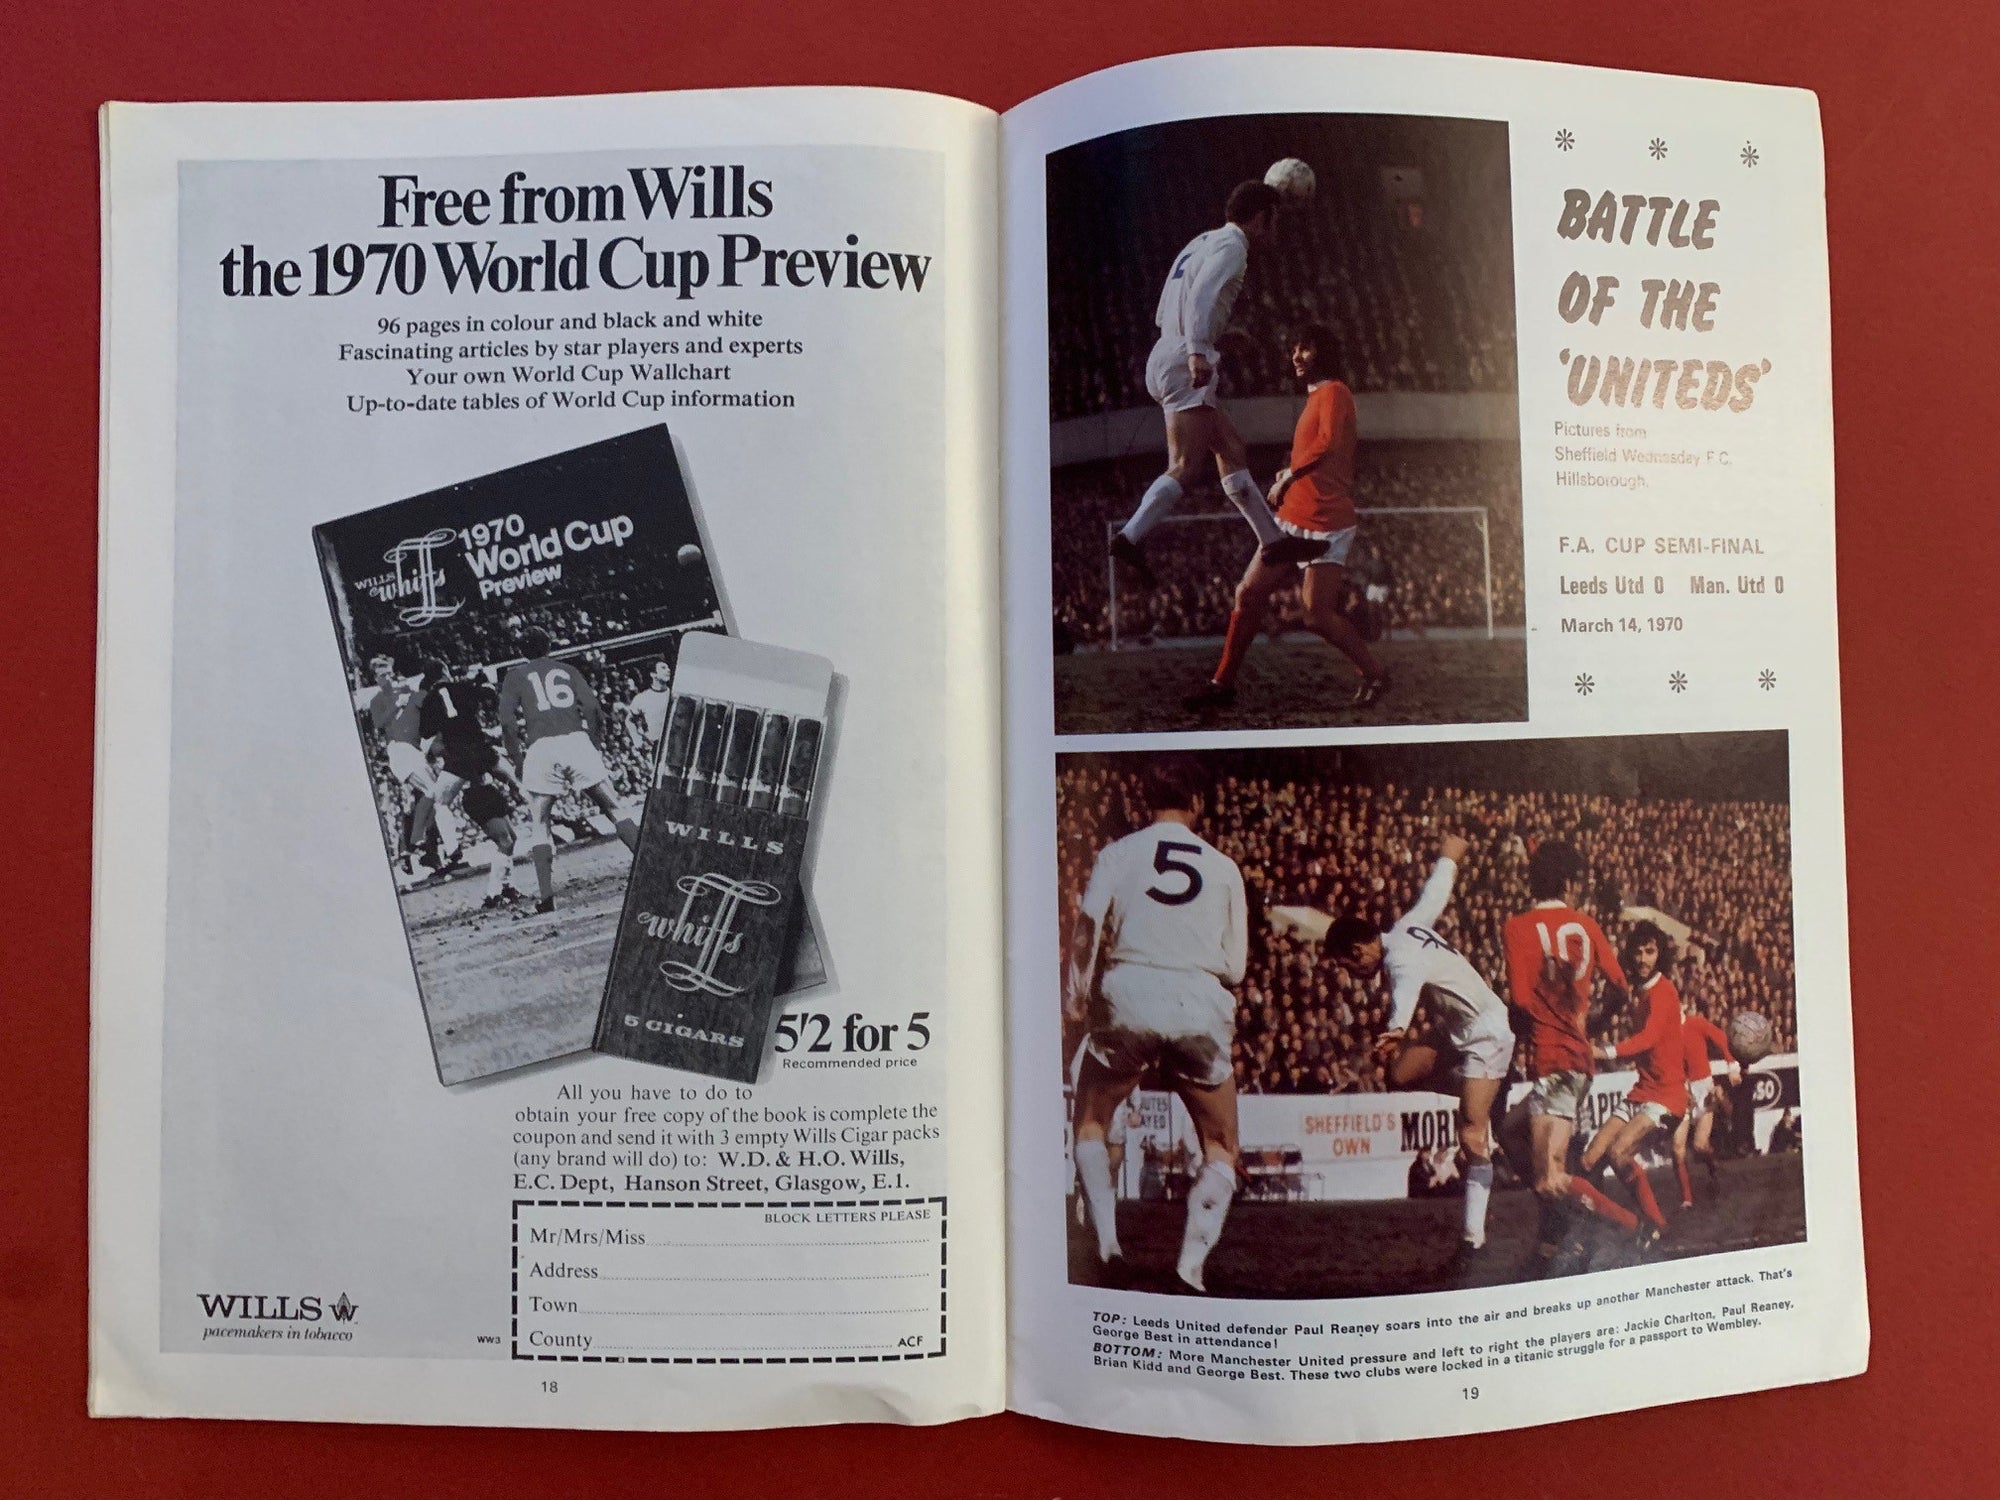 Free from Wills
the 1970 World Cup Preview
96 pages in colour and black and white
Fascinating articles by star players and experts
Your own World Cup Wallchart
Up-to-date tables of World Cup information
WILLS
Whiffs
1970
World Cup
Preview
1
16
WILLS
Whiffs
5 CIGARS
5'2 for 5
Recommended price
All you have to do to
obtain your free copy of the book is complete the
coupon and send it with 3 empty Wills Cigar packs
(any brand will do) to: W.D. & H.O. Wills,
E.C. Dept, Hanson Street, Glasgow, E.1.
BLOCK LETTERS PLEASE
Mr/Mrs/Miss
Address
Town
County
ACF
WILLS W
pacemakers in tobacco
WW3
18
BATTLE
OF THE
'UNITEDS'
Pictures from
Sheffield Wednesday F.C.
Hillsborough.
F.A. CUP SEMI-FINAL
Leeds Utd 0 Man. Utd 0
March 14, 1970
2
5
10
SHEFFIELD'S
OWN
TOP: Leeds United defender Paul Reaney soars into the air and breaks up another Manchester attack. That's
George Best in attendance!
BOTTOM: More Manchester United pressure and left to right the players are: Jackie Charlton, Paul Reaney,
Brian Kidd and George Best. These two clubs were locked in a titanic struggle for a passport to Wembley.
19